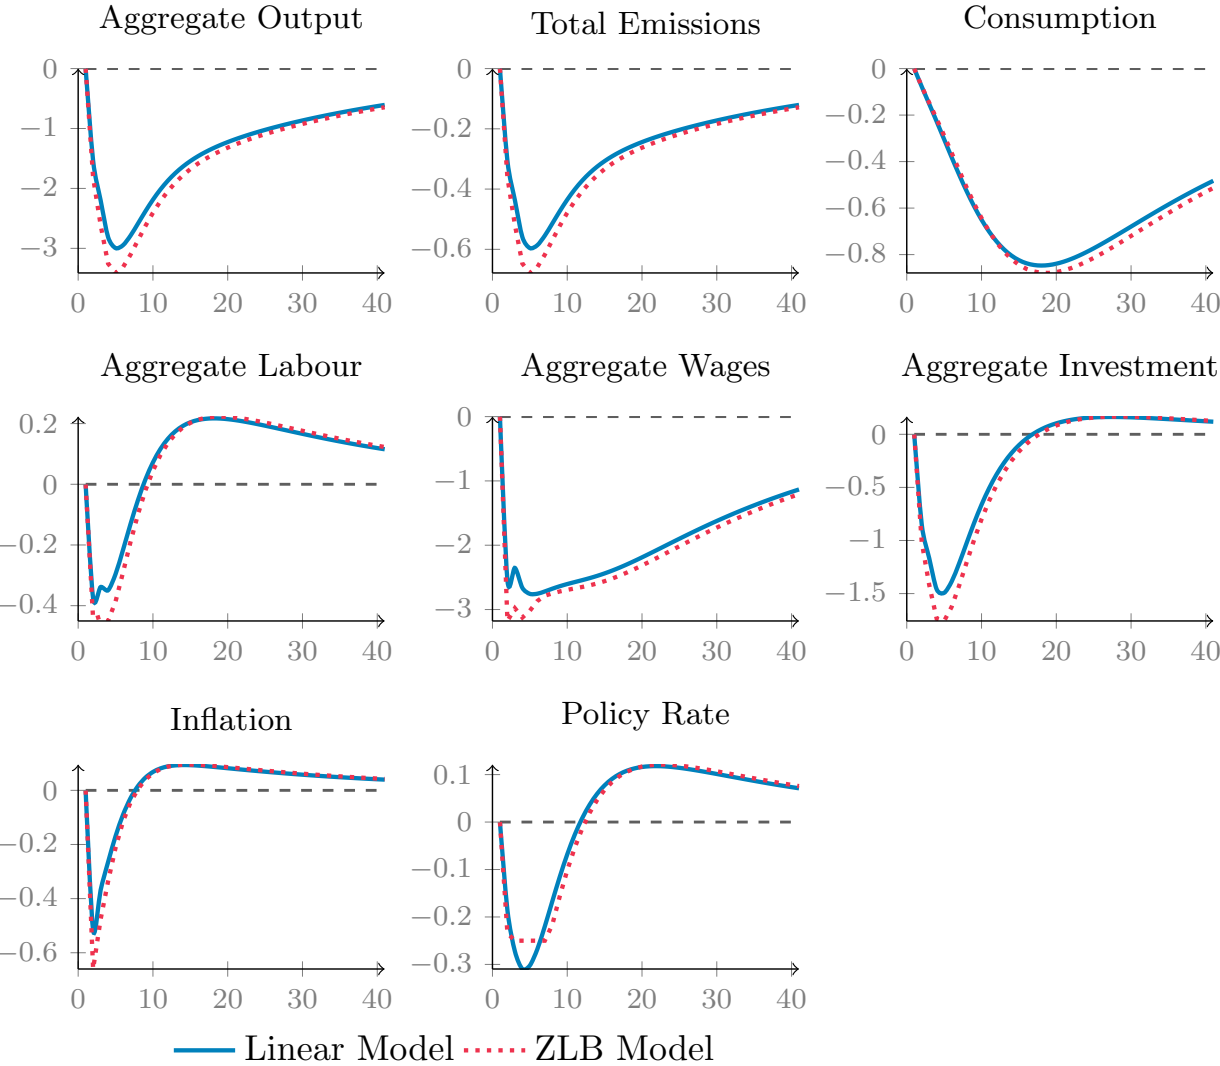 Aggregate Output
Total Emissions
Consumption
0
−1
−2
−3
0 10 20 30 40
0
−0.2
−0.4
−0.6
0 10 20 30 40
0
−0.2
−0.4
−0.6
−0.8
0 10 20 30 40
Aggregate Labour
Aggregate Wages
Aggregate Investment
0.2
0
−0.2
−0.4
0 10 20 30 40
0
−1
−2
−3
0 10 20 30 40
0
−0.5
−1
−1.5
0 10 20 30 40
Inflation
Policy Rate
0
−0.2
−0.4
−0.6
0 10 20 30 40
0.1
0
−0.1
−0.2
−0.3
0 10 20 30 40
Linear Model ZLB Model